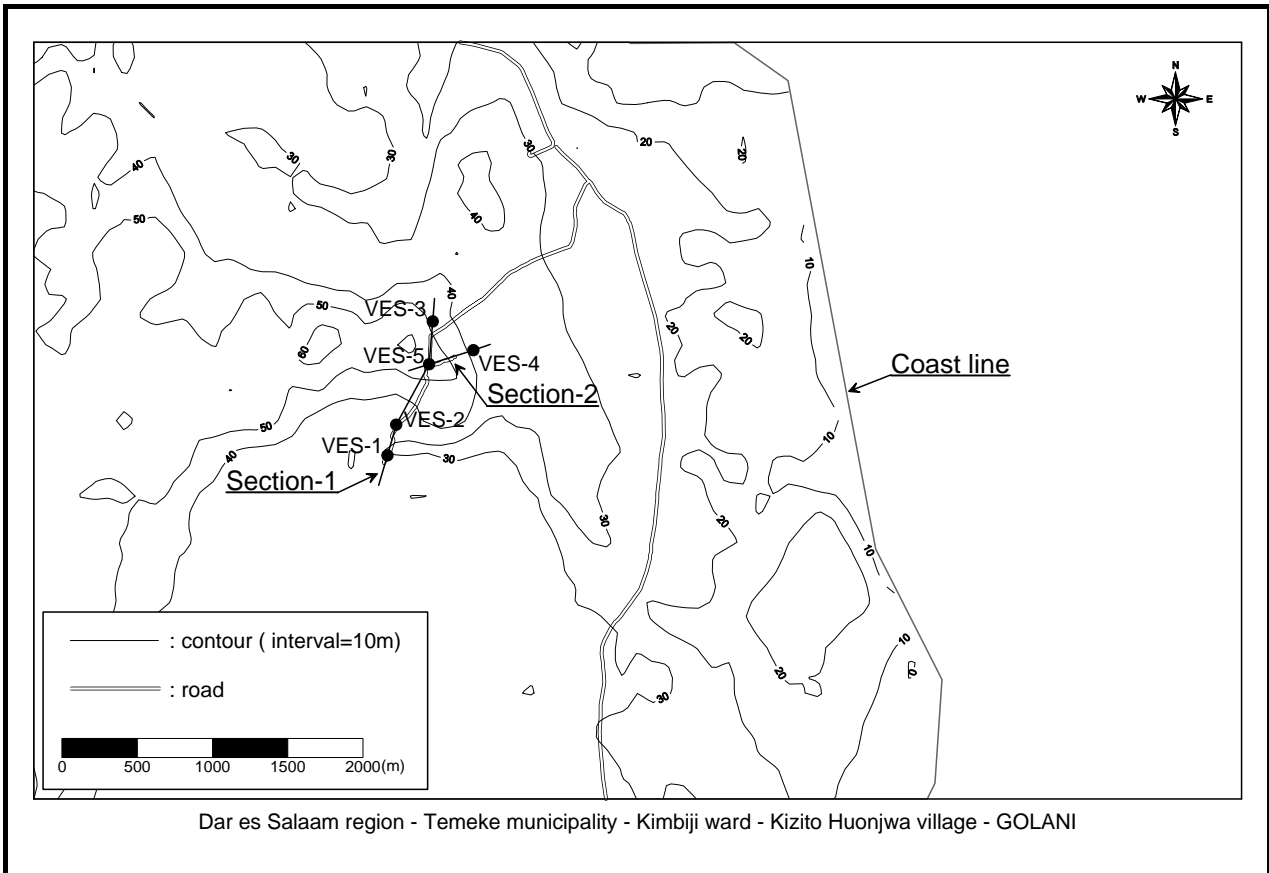 N
W E
S
20
30
20
30
30
40
40
50
10
40
50
VES-3
20
20
60
VES-5
VES-4
Coast line
Section-2
50
VES-2
10
VES-1
40
30
Section-1
20
30
10
10
20
30
0
: contour ( interval=10m)
: road
0 500 1000 1500 2000(m)
Dar es Salaam region - Temeke municipality - Kimbiji ward - Kizito Huonjwa village - GOLANI